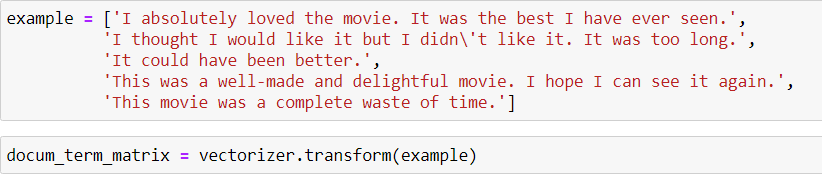 example = ['I absolutely loved the movie. It was the best I have ever seen.',
'I thought I would like it but I didn\'t like it. It was too long.',
'It could have been better.',
'This was a well-made and delightful movie. I hope I can see it again.',
'This movie was a complete waste of time.']
docum_term_matrix = vectorizer.transform(example)